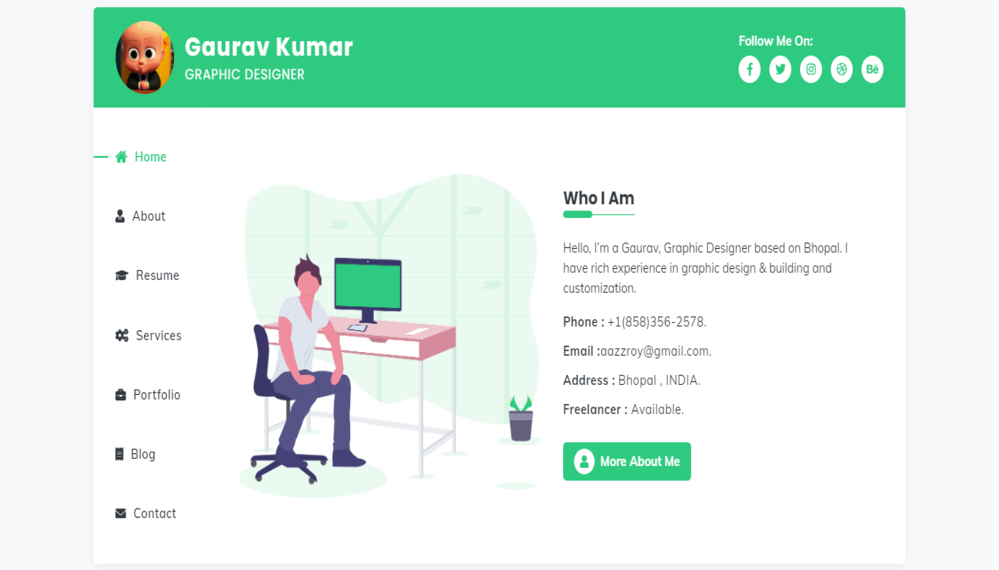 Gaurav Kumar
GRAPHIC DESIGNER
Follow Me On:
Bē
Home
About
Resume
Services
Portfolio
Blog
Contact
Who I Am
Hello, I'm a Gaurav, Graphic Designer based on Bhopal. I
have rich experience in graphic design & building and
customization.
Phone : +1(858)356-2578.
Email :aazzroy@gmail.com.
Address : Bhopal , INDIA.
Freelancer : Available.
More About Me